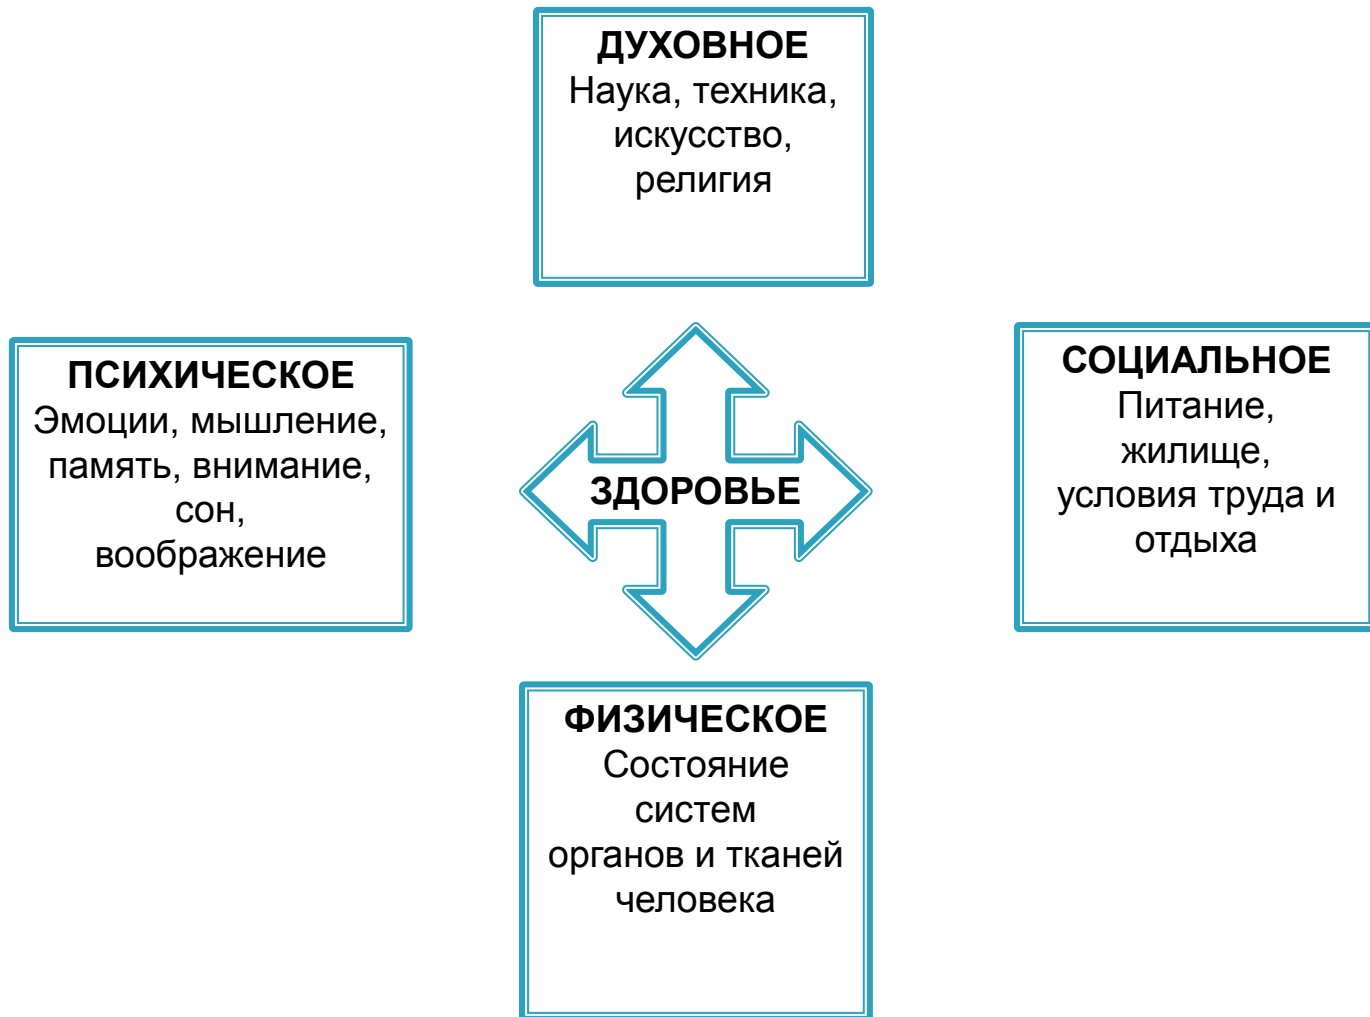 ДУХОВНОЕ
Наука, техника,
искусство,
религия
ПСИХИЧЕСКОЕ
Эмоции, мышление,
память, внимание,
сон,
воображение
ЗДОРОВЬЕ
СОЦИАЛЬНОЕ
Питание,
жилище,
условия труда и
отдыха
ФИЗИЧЕСКОЕ
Состояние
систем
органов и тканей
человека